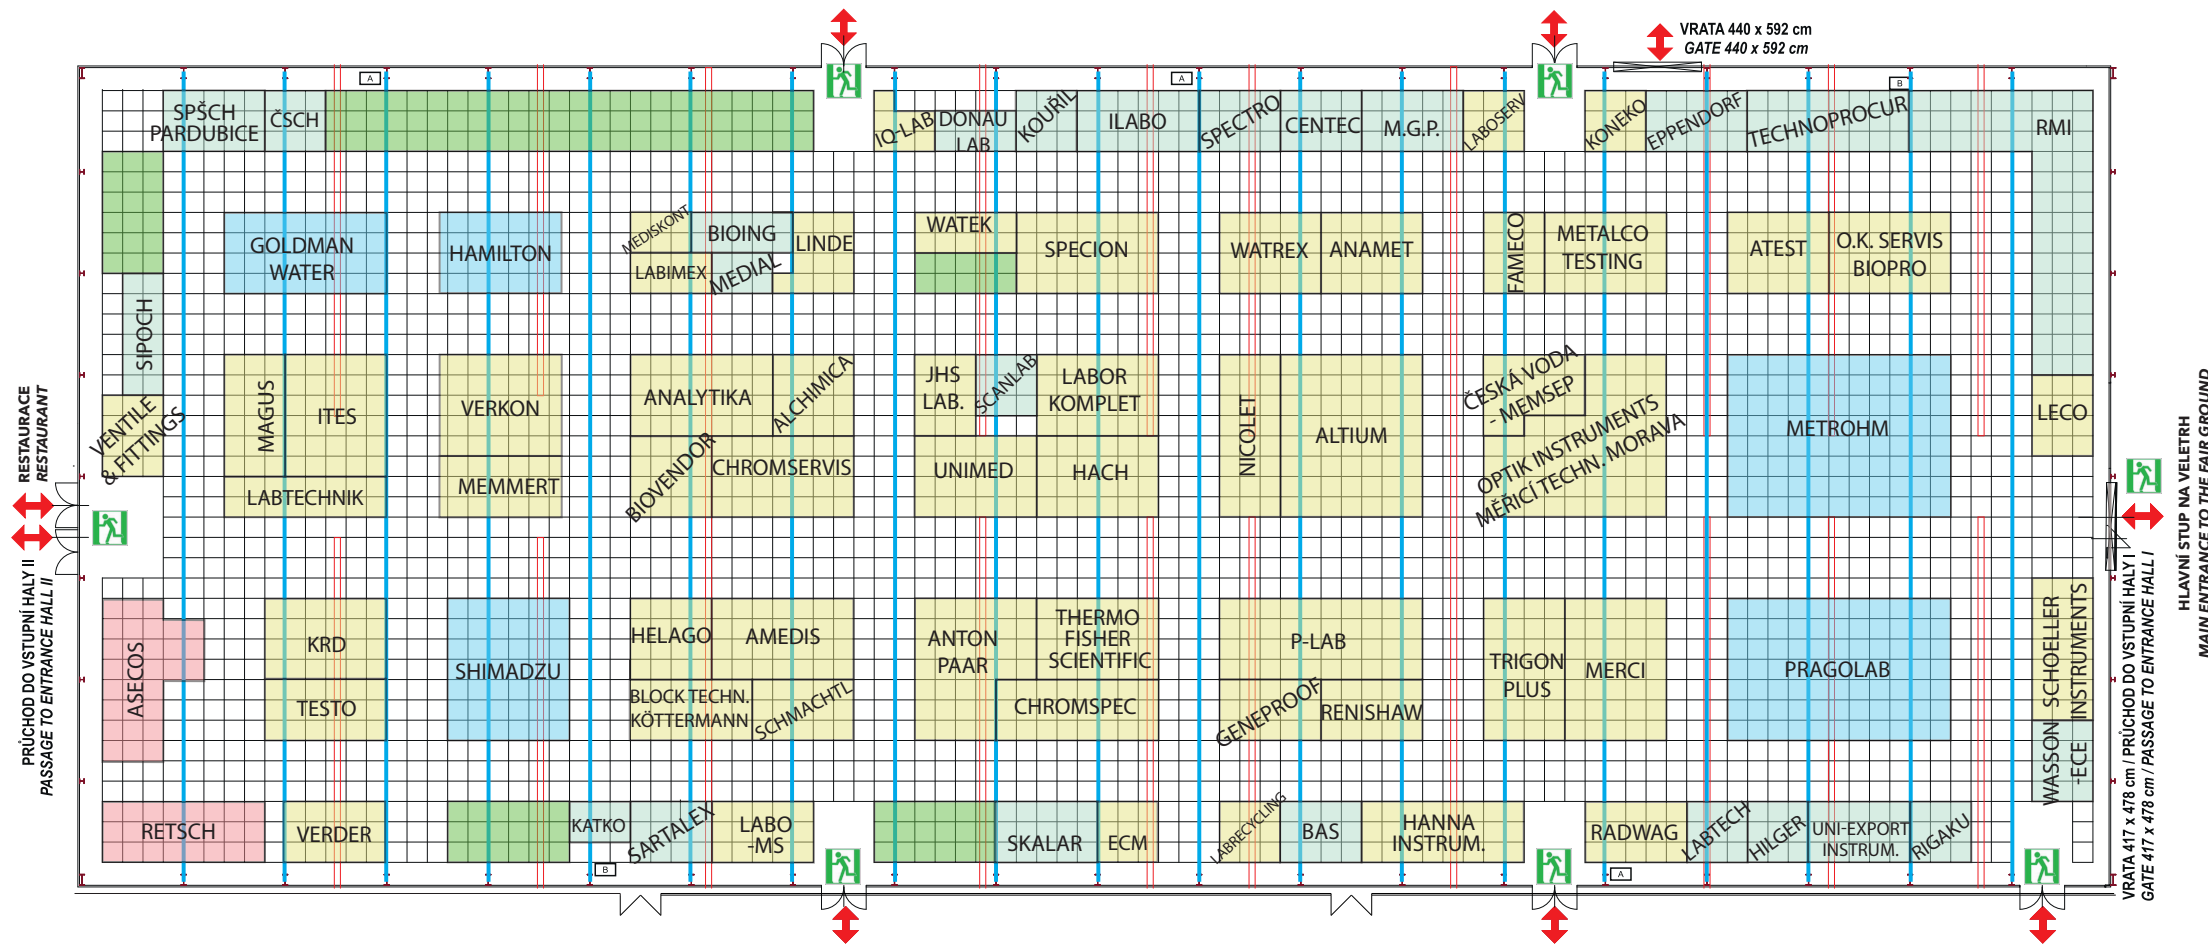 VRATA 440 x 592 cm
GATE 440 x 592 cm
A
A
B
SPŠCH
PARDUBICE
ČSCH
IQ-LAB
DONAU
LAB
KOUŘIL
ILABO
SPECTRO
CENTEC
M.G.P.
LABOSERV
KONEKO
EPPENDORF
TECHNOPROCUR
RMI
GOLDMAN
WATER
HAMILTON
MEDISKONT
BIOING
LINDE
LABIMEX
MEDIAL
WATEK
SPECION
WATREX
ANAMET
FAMECO
METALCO
TESTING
ATEST
O.K. SERVIS
BIOPRO
SIPOCH
VENTILE
& FITTINGS
MAGUS
ITES
LABTECHNIK
VERKON
MEMMERT
ANALYTIKA
ALCHIMICA
BIOVENDOR
CHROMSERVIS
JHS
LAB.
SCANLAB
LABOR
KOMPLET
UNIMED
HACH
NICOLET
ALTIUM
ČESKÁ VODA
- MEMSEP
OPTIK INSTRUMENTS
MĚŘICÍ TECHN. MORAVA
METROHM
LECO
RESTAURACE
RESTAURANT
PRŮCHOD DO VSTUPNÍ HALY II
PASSAGE TO ENTRANCE HALL II
HLAVNÍ STUP NA VELETRH
MAIN ENTRANCE TO THE FAIR GROUND
VRATA 417 x 478 cm / PRŮCHOD DO VSTUPNÍ HALY I
GATE 417 x 478 cm / PASSAGE TO ENTRANCE HALL I
ASECOS
KRD
TESTO
SHIMADZU
HELAGO
AMEDIS
BLOCK TECHN.
KÖTTERMANN
SCHMACHTL
ANTON
PAAR
THERMO
FISHER
SCIENTIFIC
CHROMSPEC
P-LAB
GENEPROOF
RENISHAW
TRIGON
PLUS
MERCI
PRAGOLAB
SCHOELLER
INSTRUMENTS
WASSON
-ECE
RETSCH
VERDER
KATKO
SARTALEX
LABO
-MS
SKALAR
ECM
LABRECYCLING
BAS
HANNA
INSTRUM.
RADWAG
LABTECH
HILGER
UNI-EXPORT
INSTRUM.
RIGAKU
B
A